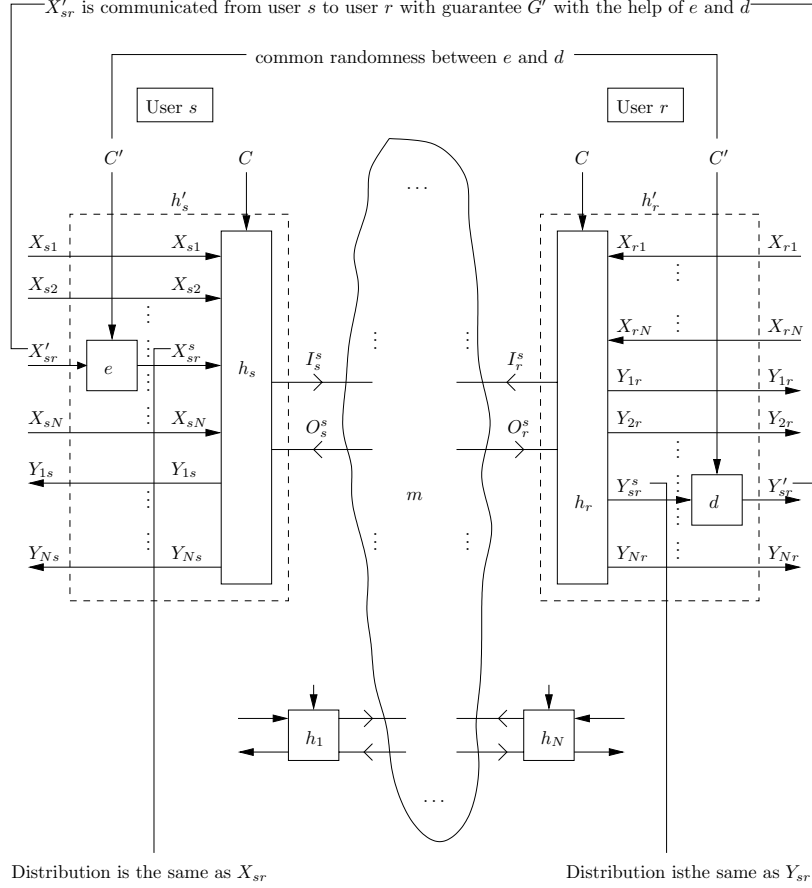 X′_sr is communicated from user s to user r with guarantee G′ with the help of e and d
common randomness between e and d
User s
User r
C′
C
C
C′
h′_s
h′_r
X_s1
X_s1
X_r1
X_r1
X_s2
X_s2
X′_sr
e
X^s_sr
h_s
I^s_s
I^s_r
X_rN
X_rN
Y_1r
Y_1r
X_sN
X_sN
O^s_s
O^s_r
Y_2r
Y_2r
Y_1s
Y_1s
m
h_r
Y^s_sr
d
Y′_sr
Y_Ns
Y_Ns
Y_Nr
Y_Nr
h_1
h_N
Distribution is the same as X_sr
Distribution isthe same as Y_sr